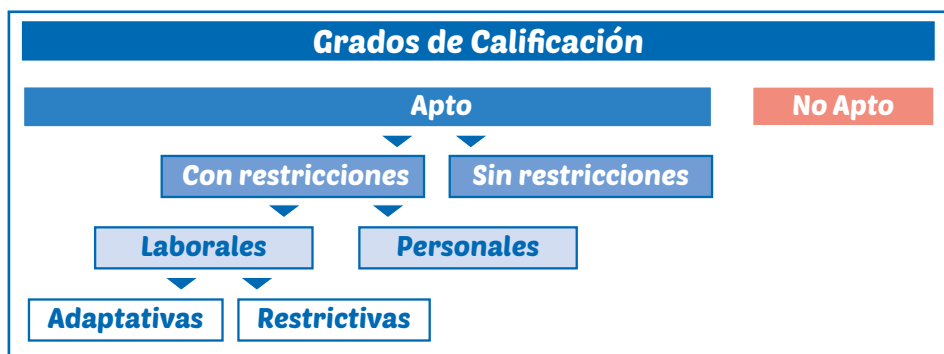 Grados de Calificación
Apto
No Apto
Con restricciones
Sin restricciones
Laborales
Personales
Adaptativas
Restrictivas